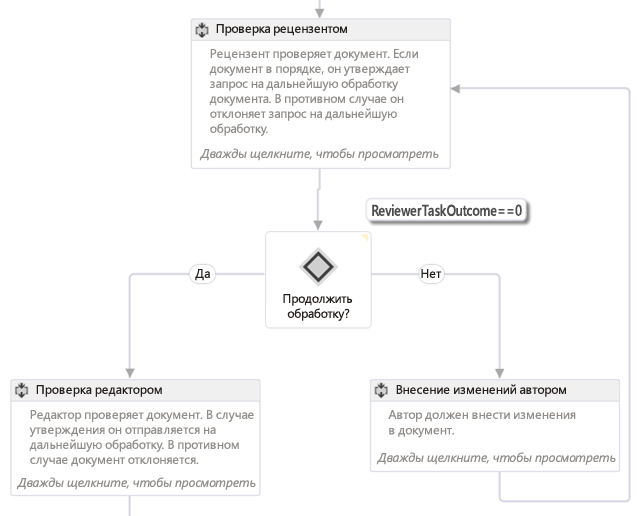 Проверка рецензентом
Рецензент проверяет документ. Если
документ в порядке, он утверждает
запрос на дальнейшую обработку
документа. В противном случае он
отклоняет запрос на дальнейшую
обработку.
Дважды щелкните, чтобы просмотреть
ReviewerTaskOutcome==0
Да
Нет
Продолжить
обработку?
Проверка редактором
Редактор проверяет документ. В случае
утверждения он отправляется на
дальнейшую обработку. В противном
случае документ отклоняется.
Дважды щелкните, чтобы просмотреть
Внесение изменений автором
Автор должен внести изменения
в документ.
Дважды щелкните, чтобы просмотреть